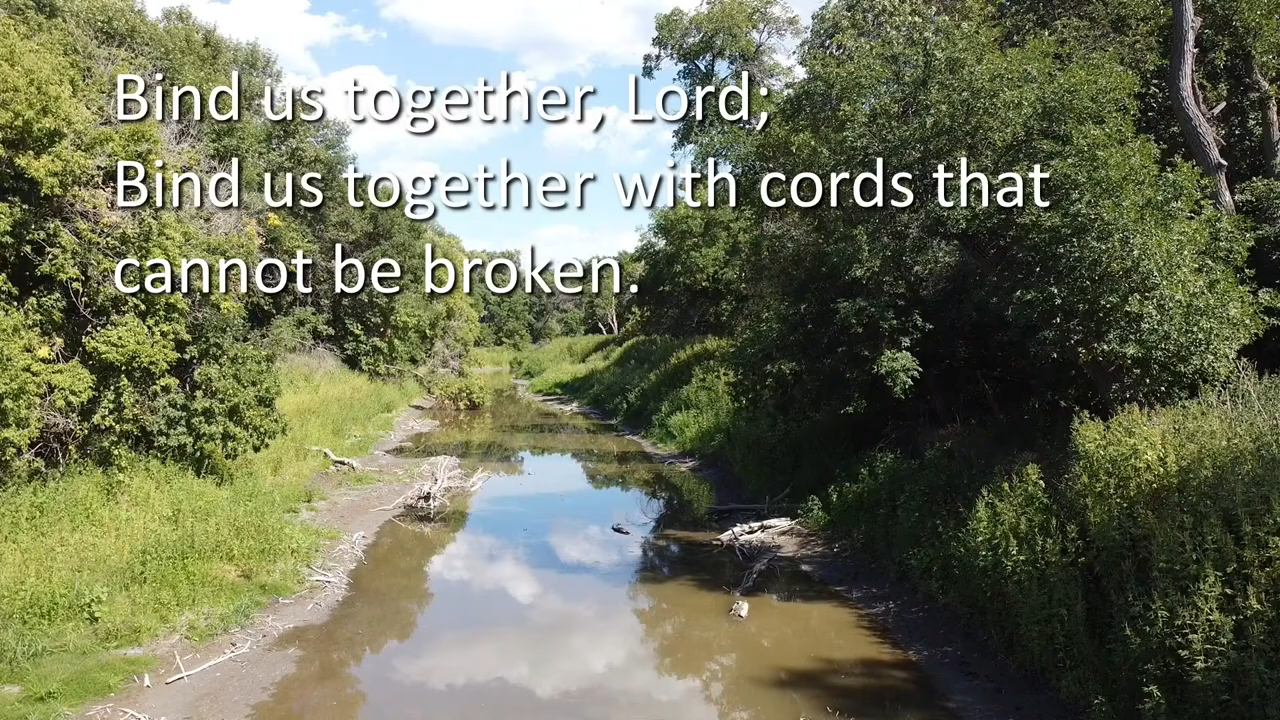 Bind us together, Lord;
Bind us together with cords that
cannot be broken.